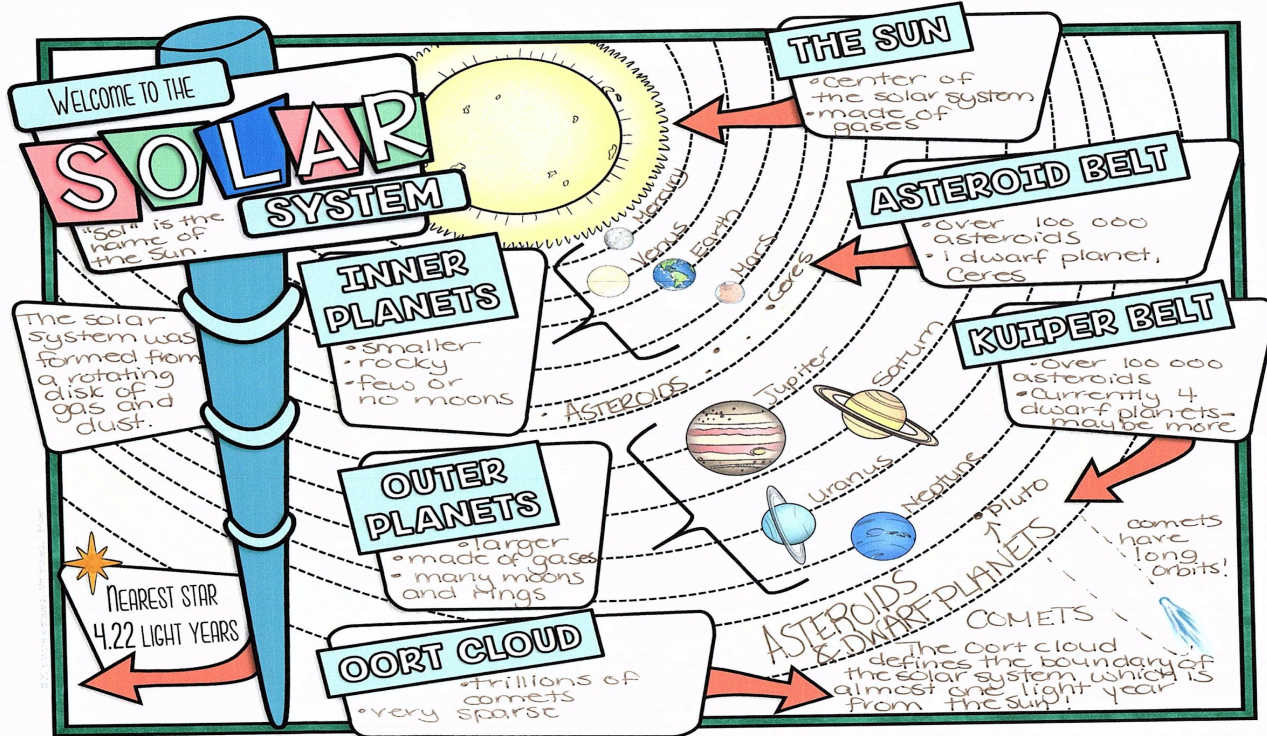 WELCOME TO THE
SOLAR
SYSTEM
"Sol" is the
name of
the Sun
The solar
system was
formed from
a rotating
disk of
gas and
dust.
INNER
PLANETS
•smaller
•rocky
•few or
no moons
OUTER
PLANETS
•larger
•made of gases
•many moons
and rings
NEAREST STAR
4.22 LIGHT YEARS
OORT CLOUD
•trillions of
comets
•very sparse
THE SUN
•center of
the solar system
•made of
gases
ASTEROID BELT
•over 100 000
asteroids
•1 dwarf planet,
Ceres
KUIPER BELT
•Over 100 000
asteroids
•Currently 4
dwarf planets-
maybe more
Mercury
Venus
Earth
Mars
•Ceres
ASTEROIDS
Jupiter
Saturn
Uranus
Neptune
•Pluto
ASTEROIDS
& DWARF PLANETS
comets
have
long
orbits!
COMETS
The Oort cloud
defines the boundary of
the solar system, which is
almost one light year
from the sun!